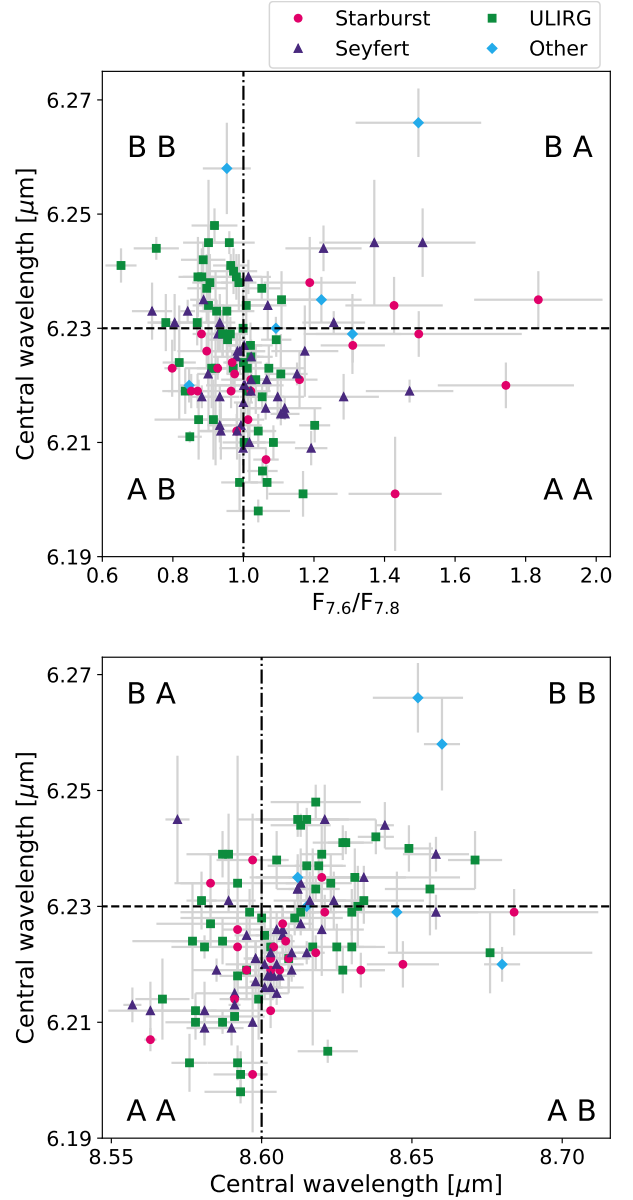 Starburst ULIRG
Seyfert Other
6.27
B B B A
6.25
6.23
6.21
A B A A
6.19
0.6 0.8 1.0 1.2 1.4 1.6 1.8 2.0
F7.6/F7.8
Central wavelength [μm]
6.27
B A B B
6.25
6.23
6.21
A A A B
6.19
8.55 8.60 8.65 8.70
Central wavelength [μm]
Central wavelength [μm]